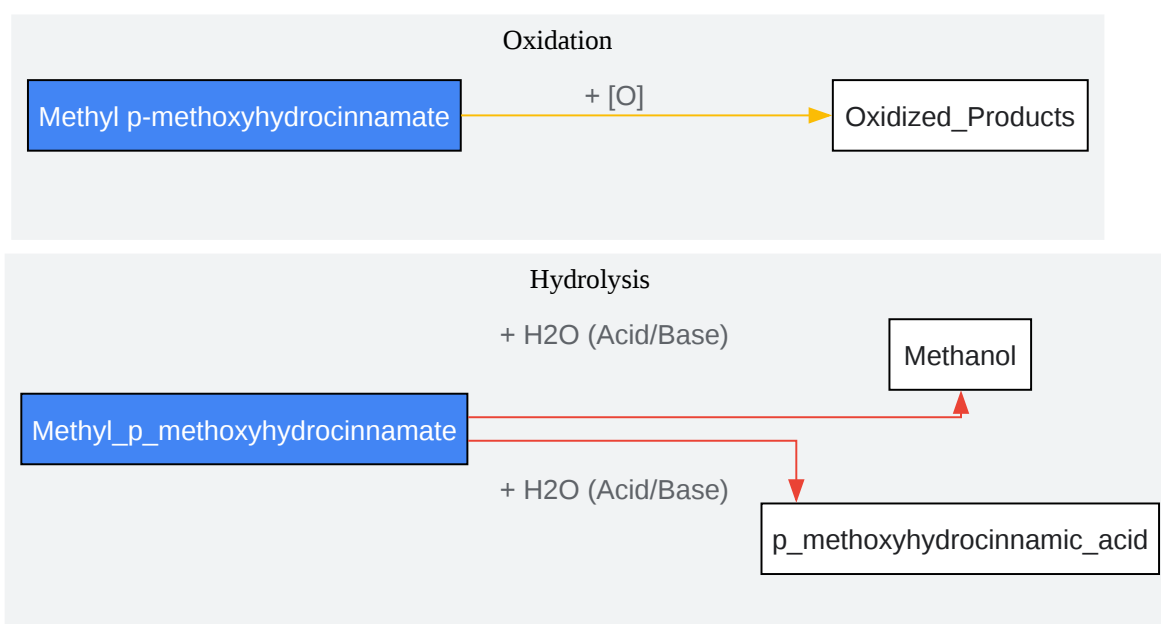 Oxidation
Methyl p-methoxyhydrocinnamate
+ [O]
Oxidized_Products
Hydrolysis
+ H2O (Acid/Base)
Methanol
Methyl_p_methoxyhydrocinnamate
+ H2O (Acid/Base)
p_methoxyhydrocinnamic_acid